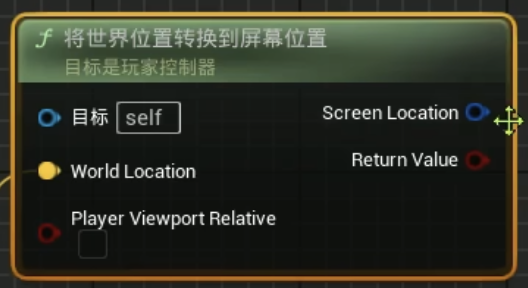 f 将世界位置转换到屏幕位置
目标是玩家控制器
目标 self
Screen Location
World Location
Return Value
Player Viewport Relative